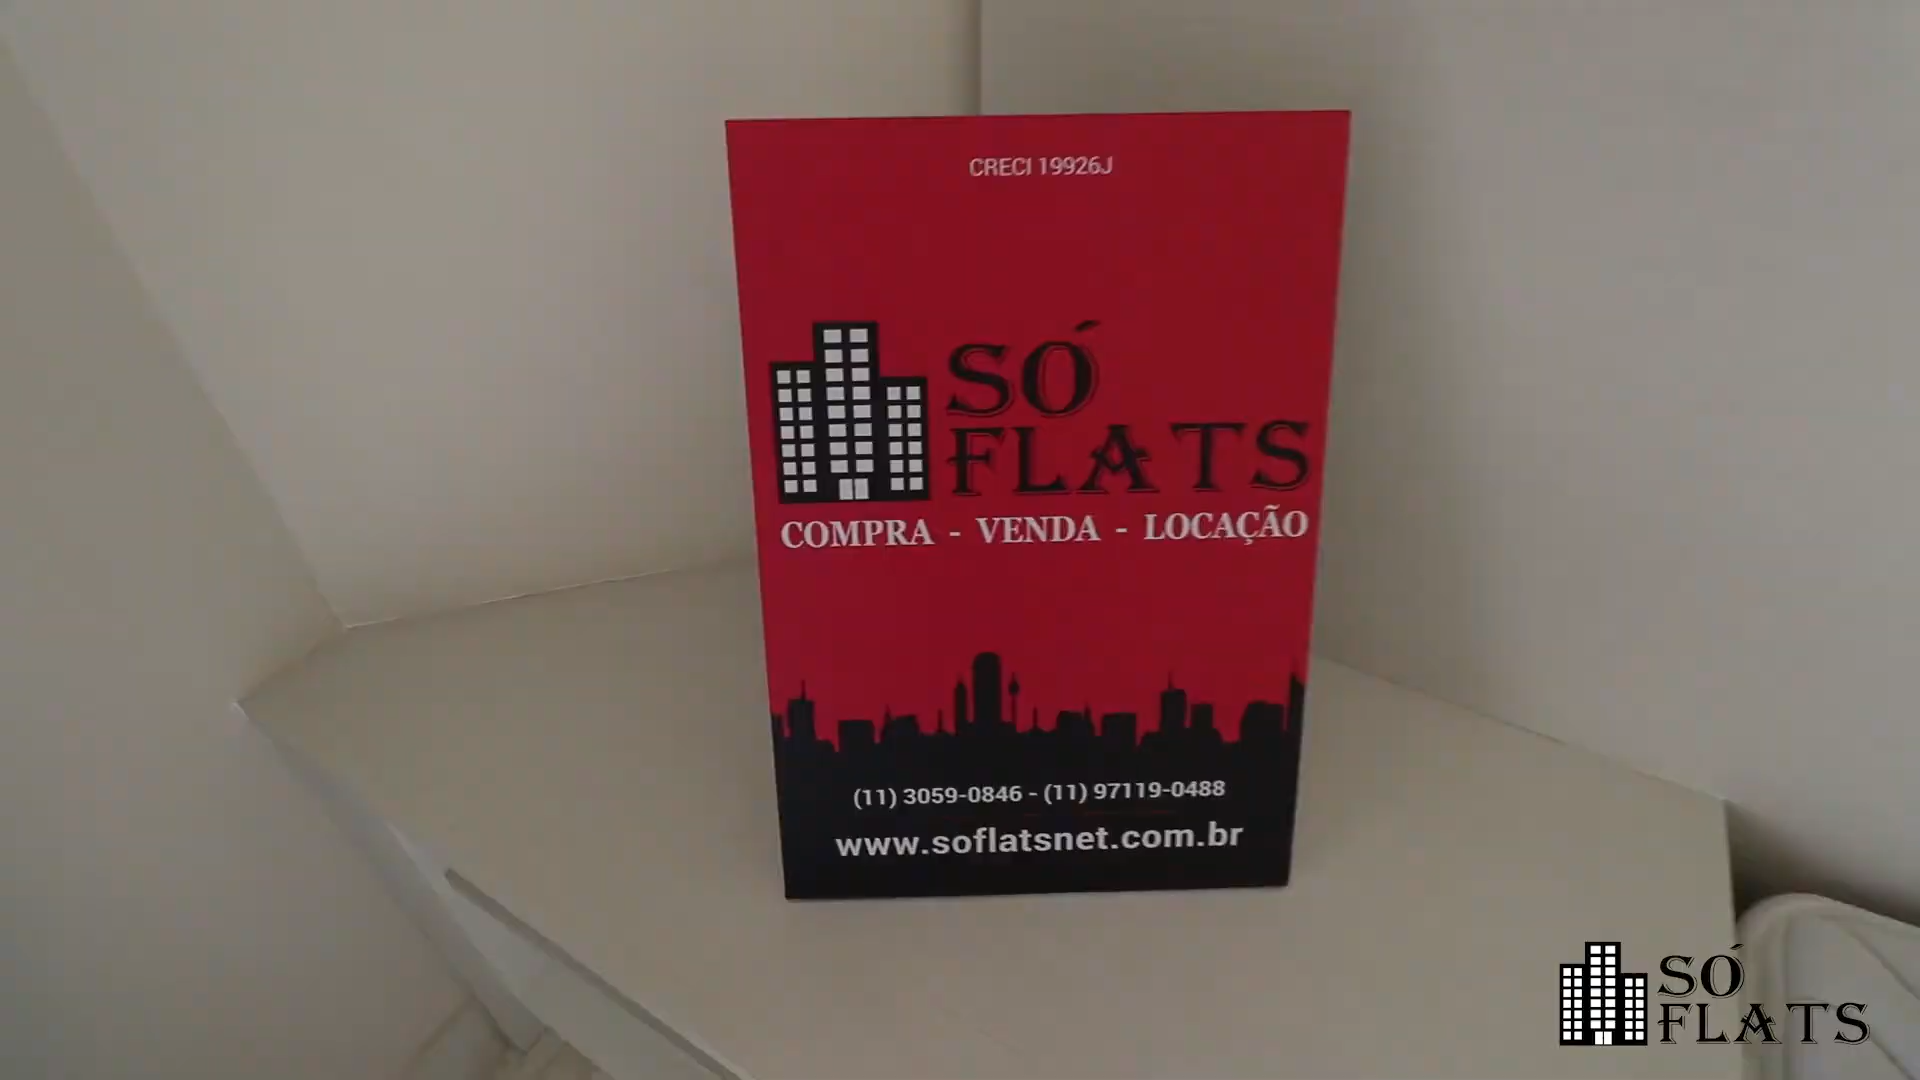 CRECI 19926J
SÓ
FLATS
COMPRA - VENDA - LOCAÇÃO
(11) 3059-0846 - (11) 97119-0488
www.soflatsnet.com.br
SÓ
FLATS